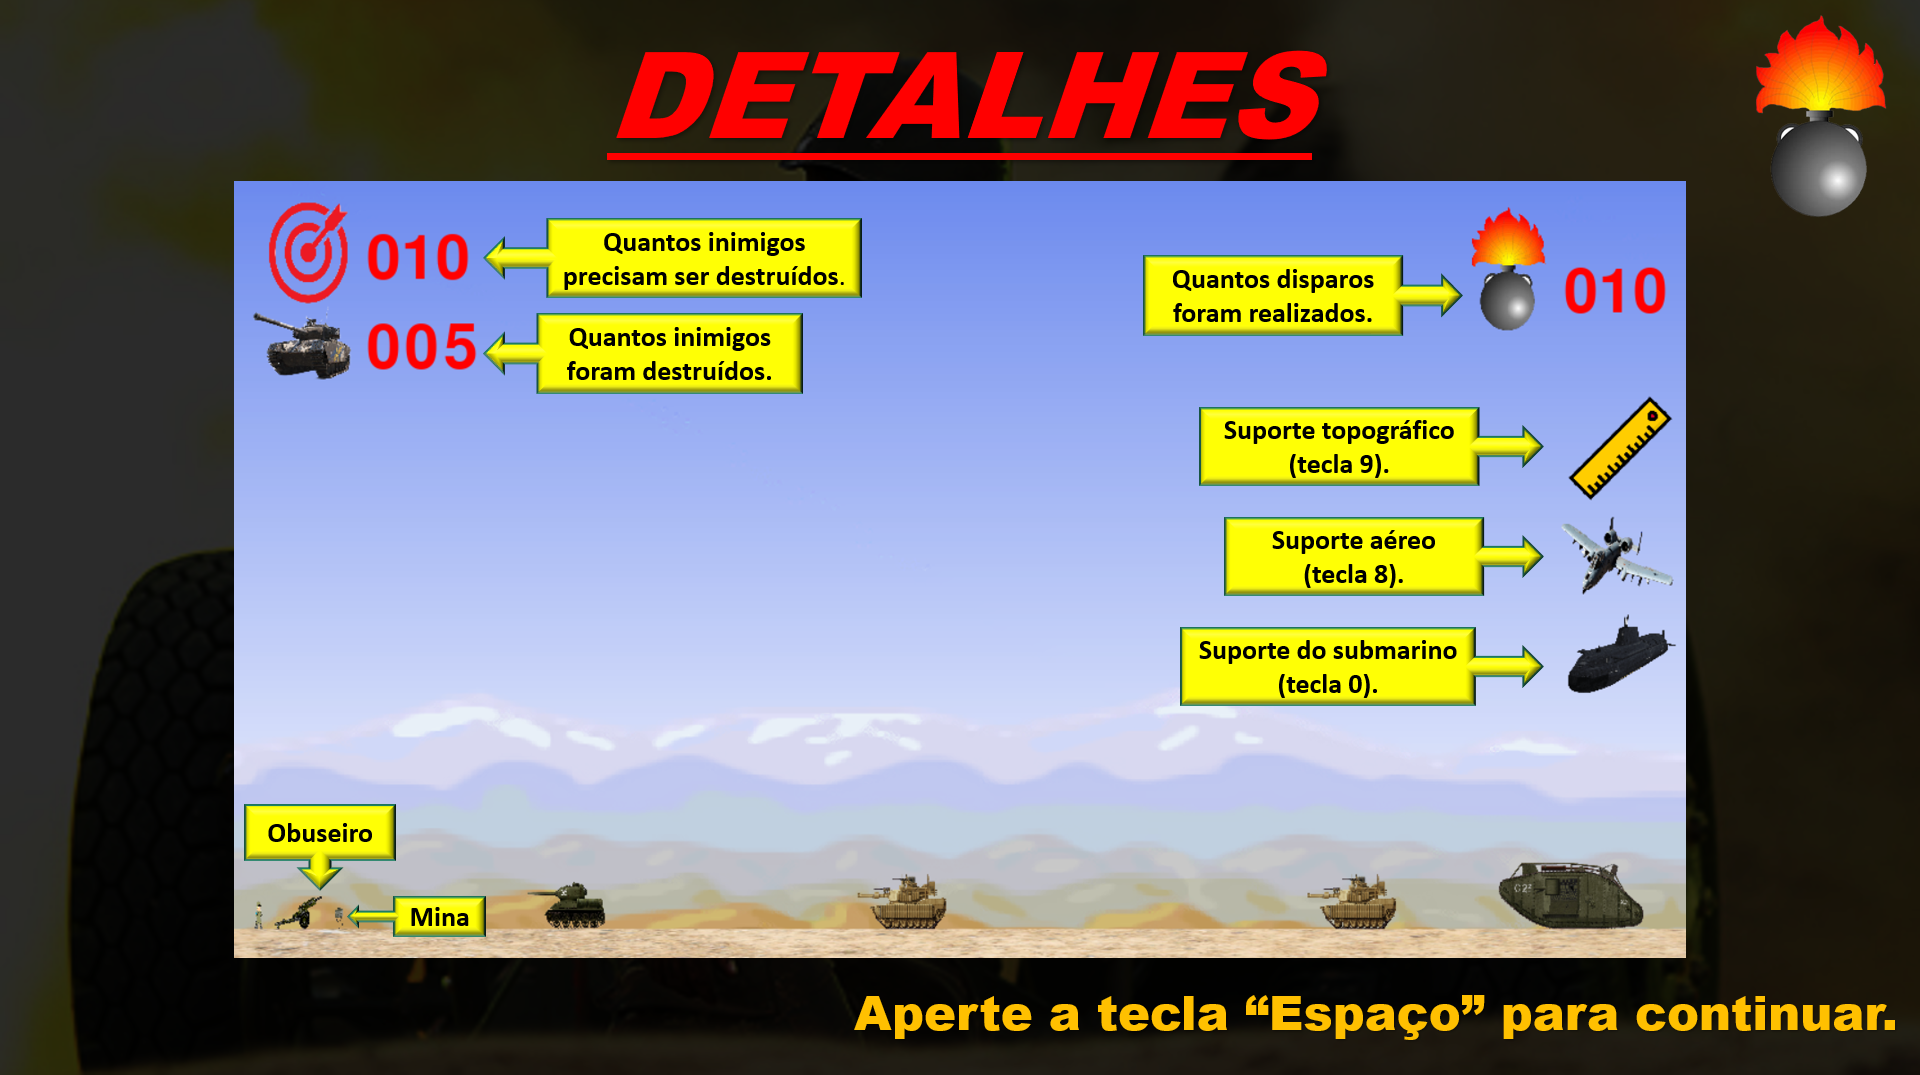 DETALHES
010
Quantos inimigos
precisam ser destruídos.
005
Quantos inimigos
foram destruídos.
Quantos disparos
foram realizados.
010
Suporte topográfico
(tecla 9).
Suporte aéreo
(tecla 8).
Suporte do submarino
(tecla 0).
Obuseiro
Mina
Aperte a tecla “Espaço” para continuar.